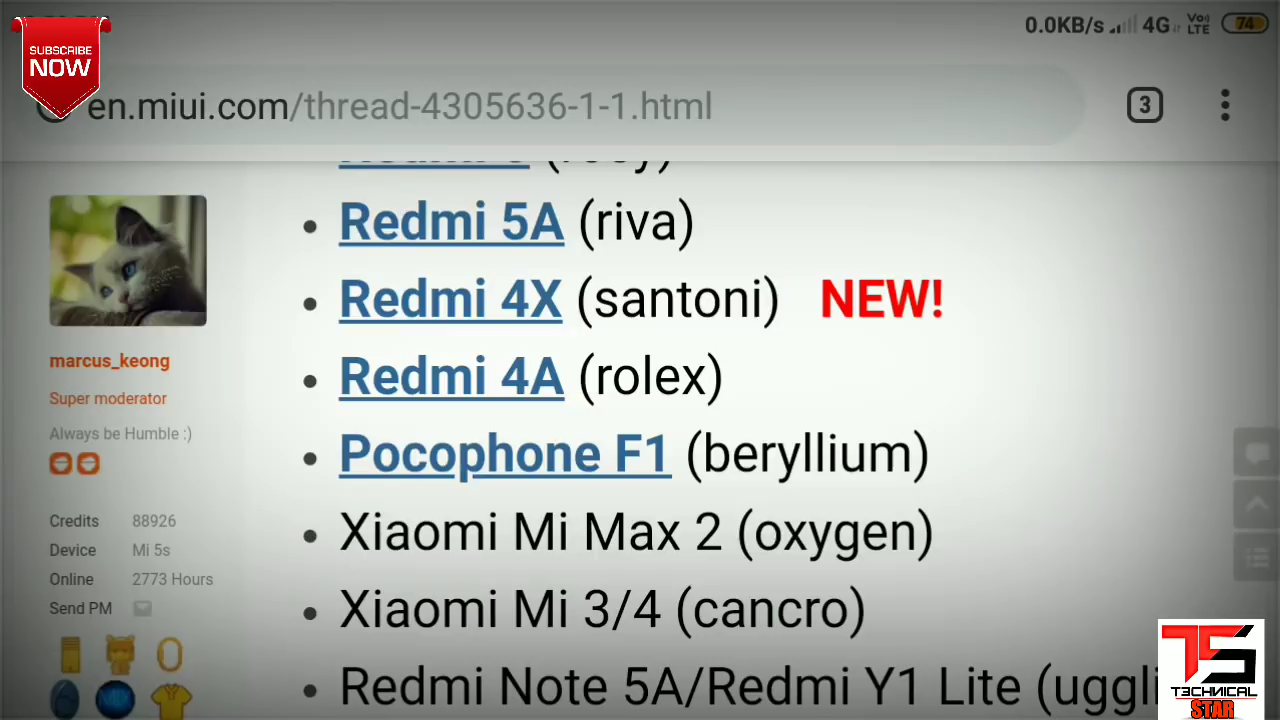 SUBSCRIBE
NOW
0.0KB/s 4G Vo) LTE 74
en.miui.com/thread-4305636-1-1.html
3
Redmi 5A (riva)
Redmi 4X (santoni) NEW!
Redmi 4A (rolex)
Pocophone F1 (beryllium)
Xiaomi Mi Max 2 (oxygen)
Xiaomi Mi 3/4 (cancro)
Redmi Note 5A/Redmi Y1 Lite (uggli
marcus_keong
Super moderator
Always be Humble :)
Credits 88926
Device Mi 5s
Online 2773 Hours
Send PM
TS
TECHNICAL
STAR